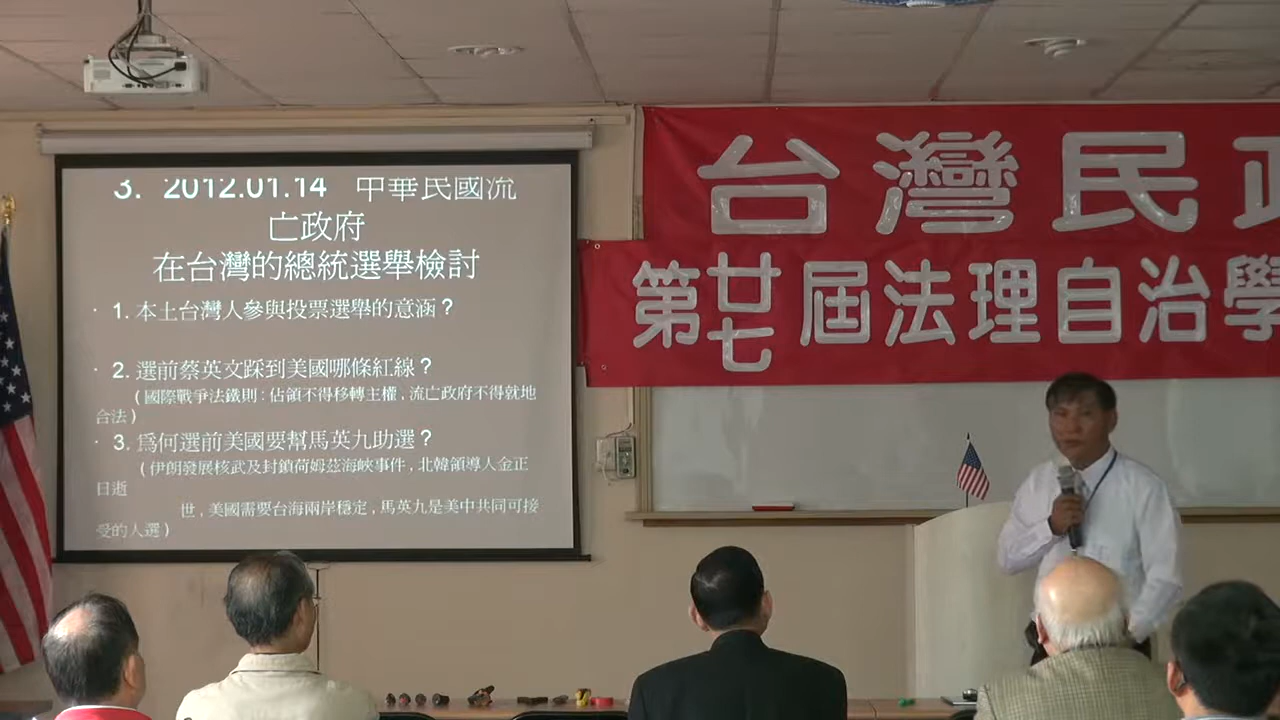 3. 2012.01.14 中華民國流
亡政府
在台灣的總統選舉檢討
· 1. 本土台灣人參與投票選舉的意涵?
· 2. 選前蔡英文踩到美國哪條紅線?
(國際戰爭法鐵則:佔領不得移轉主權,流亡政府不得就地
合法)
· 3. 為何選前美國要幫馬英九助選?
(伊朗發展核武及封鎖荷姆茲海峽事件,北韓領導人金正
日逝
世,美國需要台海兩岸穩定,馬英九是美中共同可接
受的人選)
台灣民政
第廿七屆法理自治學